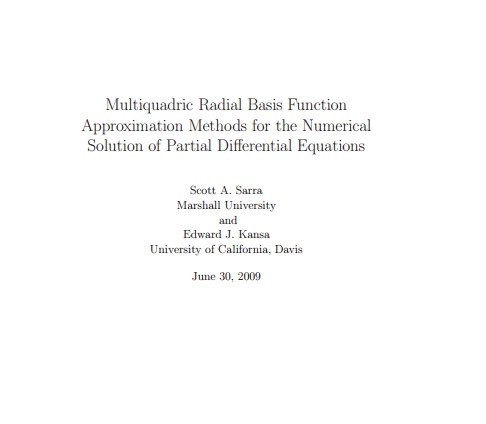 Multiquadric Radial Basis Function
Approximation Methods for the Numerical
Solution of Partial Differential Equations
Scott A. Sarra
Marshall University
and
Edward J. Kansa
University of California, Davis
June 30, 2009